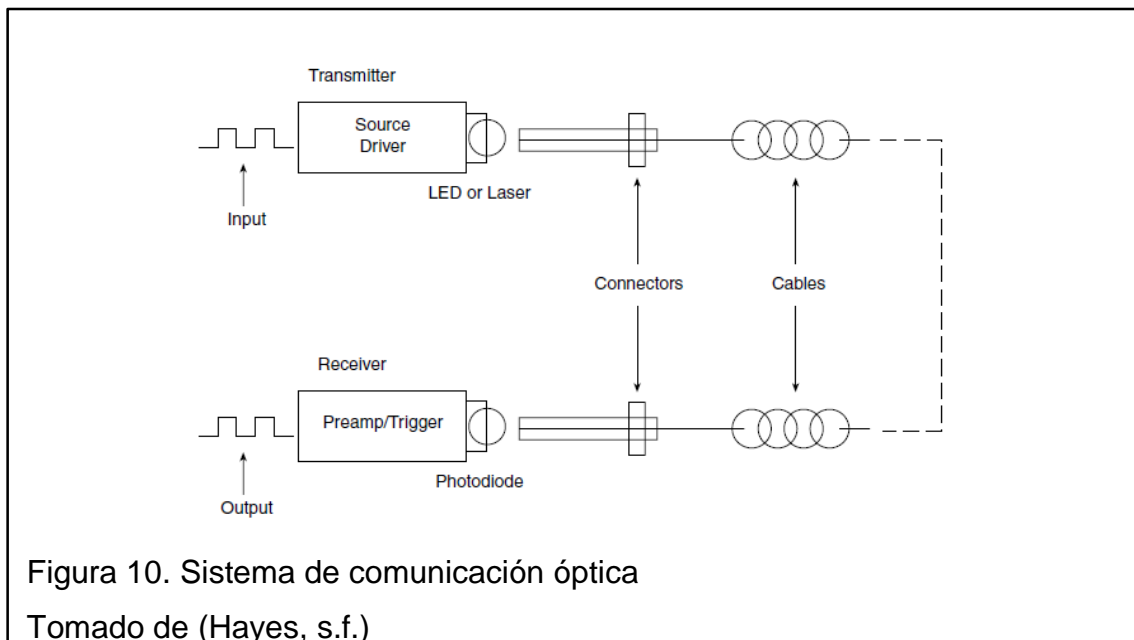 Transmitter
Source
Driver
LED or Laser
Input
Connectors
Cables
Receiver
Preamp/Trigger
Photodiode
Output
Figura 10. Sistema de comunicación óptica
Tomado de (Hayes, s.f.)